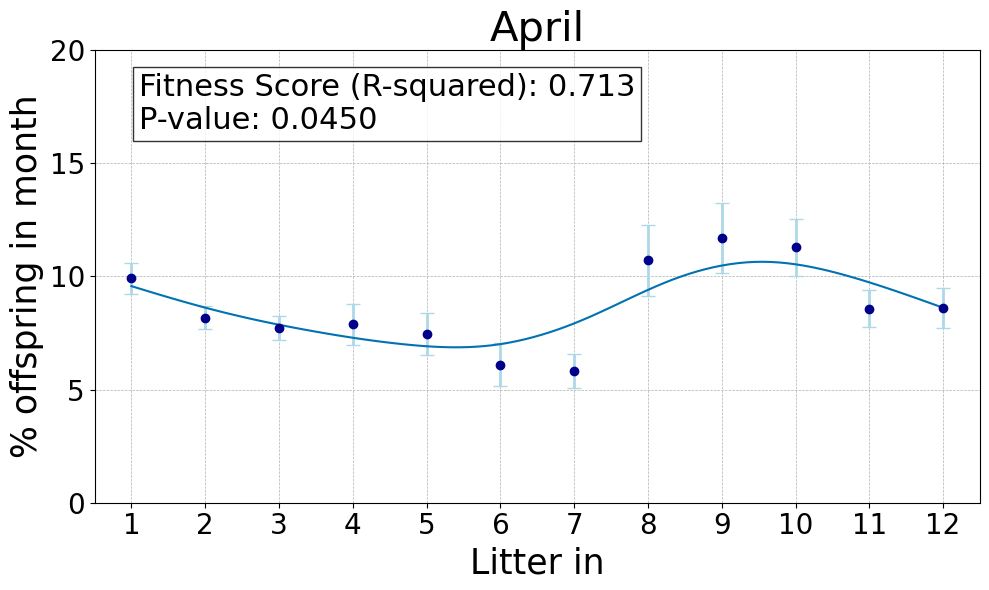 April
Fitness Score (R-squared): 0.713
P-value: 0.0450
% offspring in month
20
15
10
5
0
1 2 3 4 5 6 7 8 9 10 11 12
Litter in